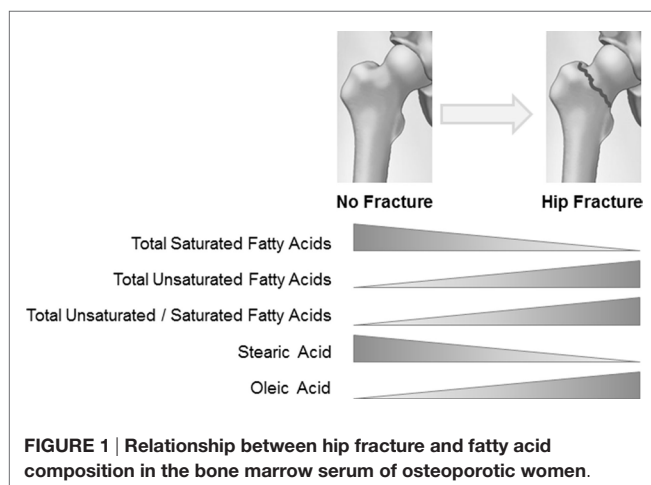 No Fracture
Hip Fracture
Total Saturated Fatty Acids
Total Unsaturated Fatty Acids
Total Unsaturated / Saturated Fatty Acids
Stearic Acid
Oleic Acid
FIGURE 1 | Relationship between hip fracture and fatty acid
composition in the bone marrow serum of osteoporotic women.